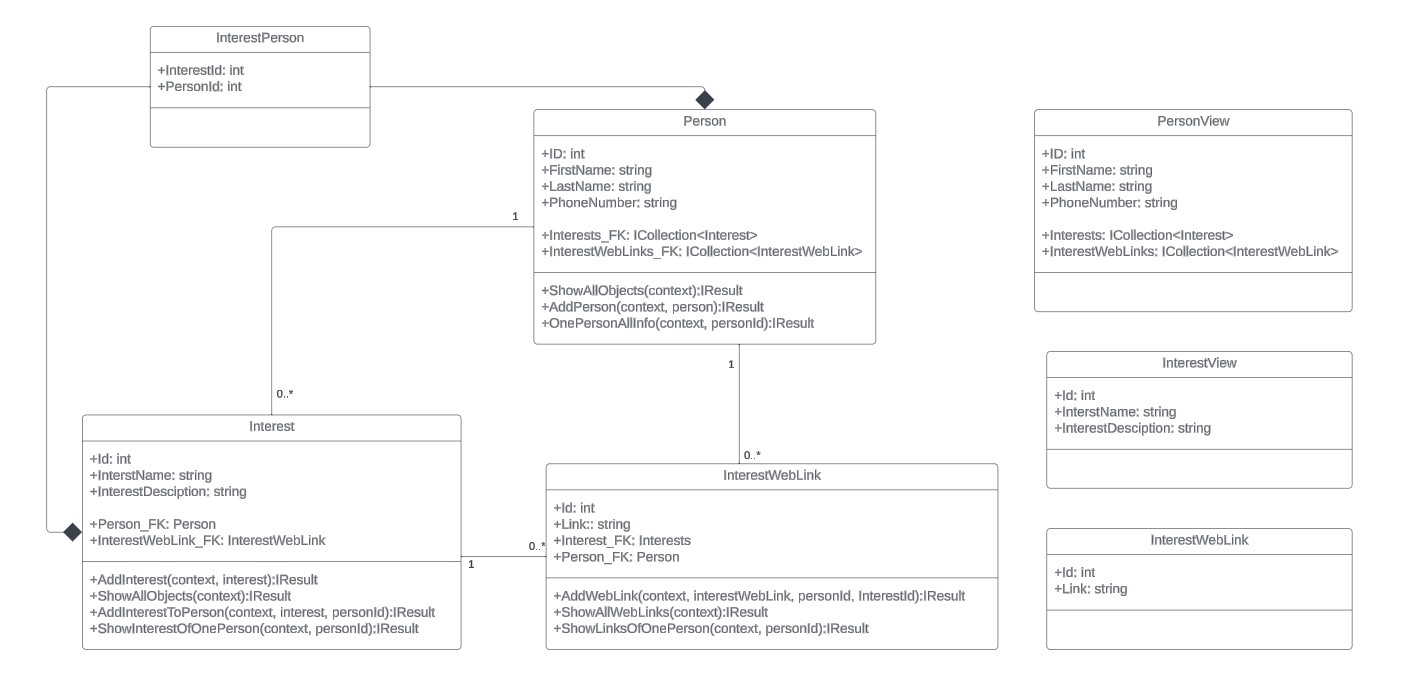 InterestPerson
+InterestId: int
+PersonId: int
Person
+ID: int
+FirstName: string
+LastName: string
+PhoneNumber: string
+Interests_FK: ICollection<Interest>
+InterestWebLinks_FK: ICollection<InterestWebLink>
+ShowAllObjects(context):IResult
+AddPerson(context, person):IResult
+OnePersonAllInfo(context, personId):IResult
PersonView
+ID: int
+FirstName: string
+LastName: string
+PhoneNumber: string
+Interests: ICollection<Interest>
+InterestWebLinks: ICollection<InterestWebLink>
1
0..*
1
0..*
InterestView
+Id: int
+InterstName: string
+InterestDesciption: string
Interest
+Id: int
+InterstName: string
+InterestDesciption: string
+Person_FK: Person
+InterestWebLink_FK: InterestWebLink
+AddInterest(context, interest):IResult
+ShowAllObjects(context):IResult
+AddInterestToPerson(context, interest, personId):IResult
+ShowInterestOfOnePerson(context, personId):IResult
0..*
1
InterestWebLink
+Id: int
+Link:: string
+Interest_FK: Interests
+Person_FK: Person
+AddWebLink(context, interestWebLink, personId, InterestId):IResult
+ShowAllWebLinks(context):IResult
+ShowLinksOfOnePerson(context, personId):IResult
InterestWebLink
+Id: int
+Link: string